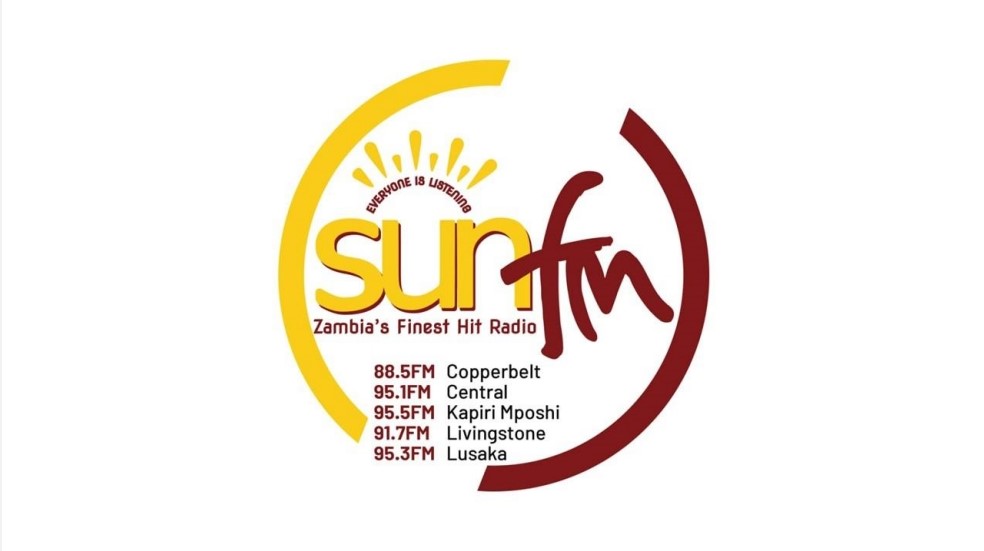 EVERYONE IS LISTENING
sun fm
Zambia's Finest Hit Radio
88.5FM Copperbelt
95.1FM Central
95.5FM Kapiri Mposhi
91.7FM Livingstone
95.3FM Lusaka